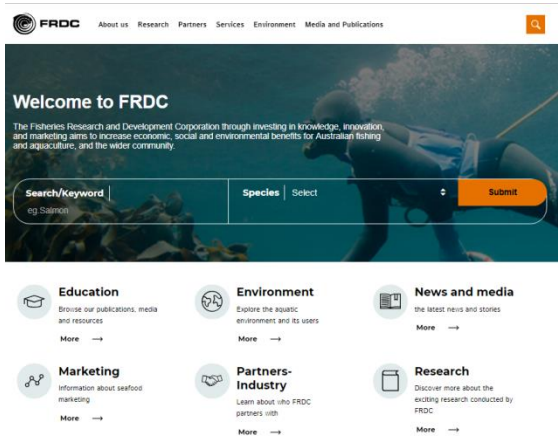 FRDC
About us Research Partners Services Environment Media and Publications
Welcome to FRDC
The Fisheries Research and Development Corporation through investing in knowledge, innovation,
and marketing aims to increase economic, social and environmental benefits for Australian fishing
and aquaculture, and the wider community.
Search/Keyword
eg.Salmon
Species Select
Submit
Education
Browse our publications, media
and resources
More →
Environment
Explore the aquatic
environment and its users
More →
News and media
the latest news and stories
More →
Marketing
Information about seafood
marketing
More →
Partners-
Industry
Learn about who FRDC
partners with
More →
Research
Discover more about the
exciting research conducted by
FRDC
More →